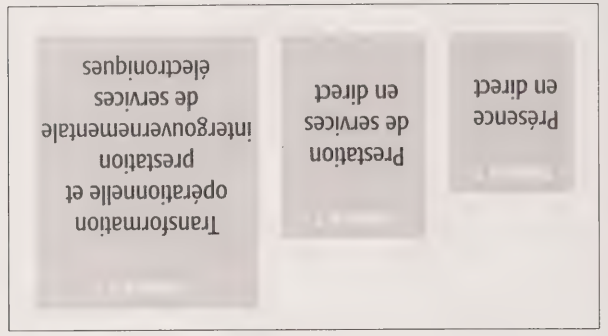 Présence
en direct
Prestation
de services
en direct
Transformation
opérationnelle et
prestation
intergouvernementale
de services
électroniques